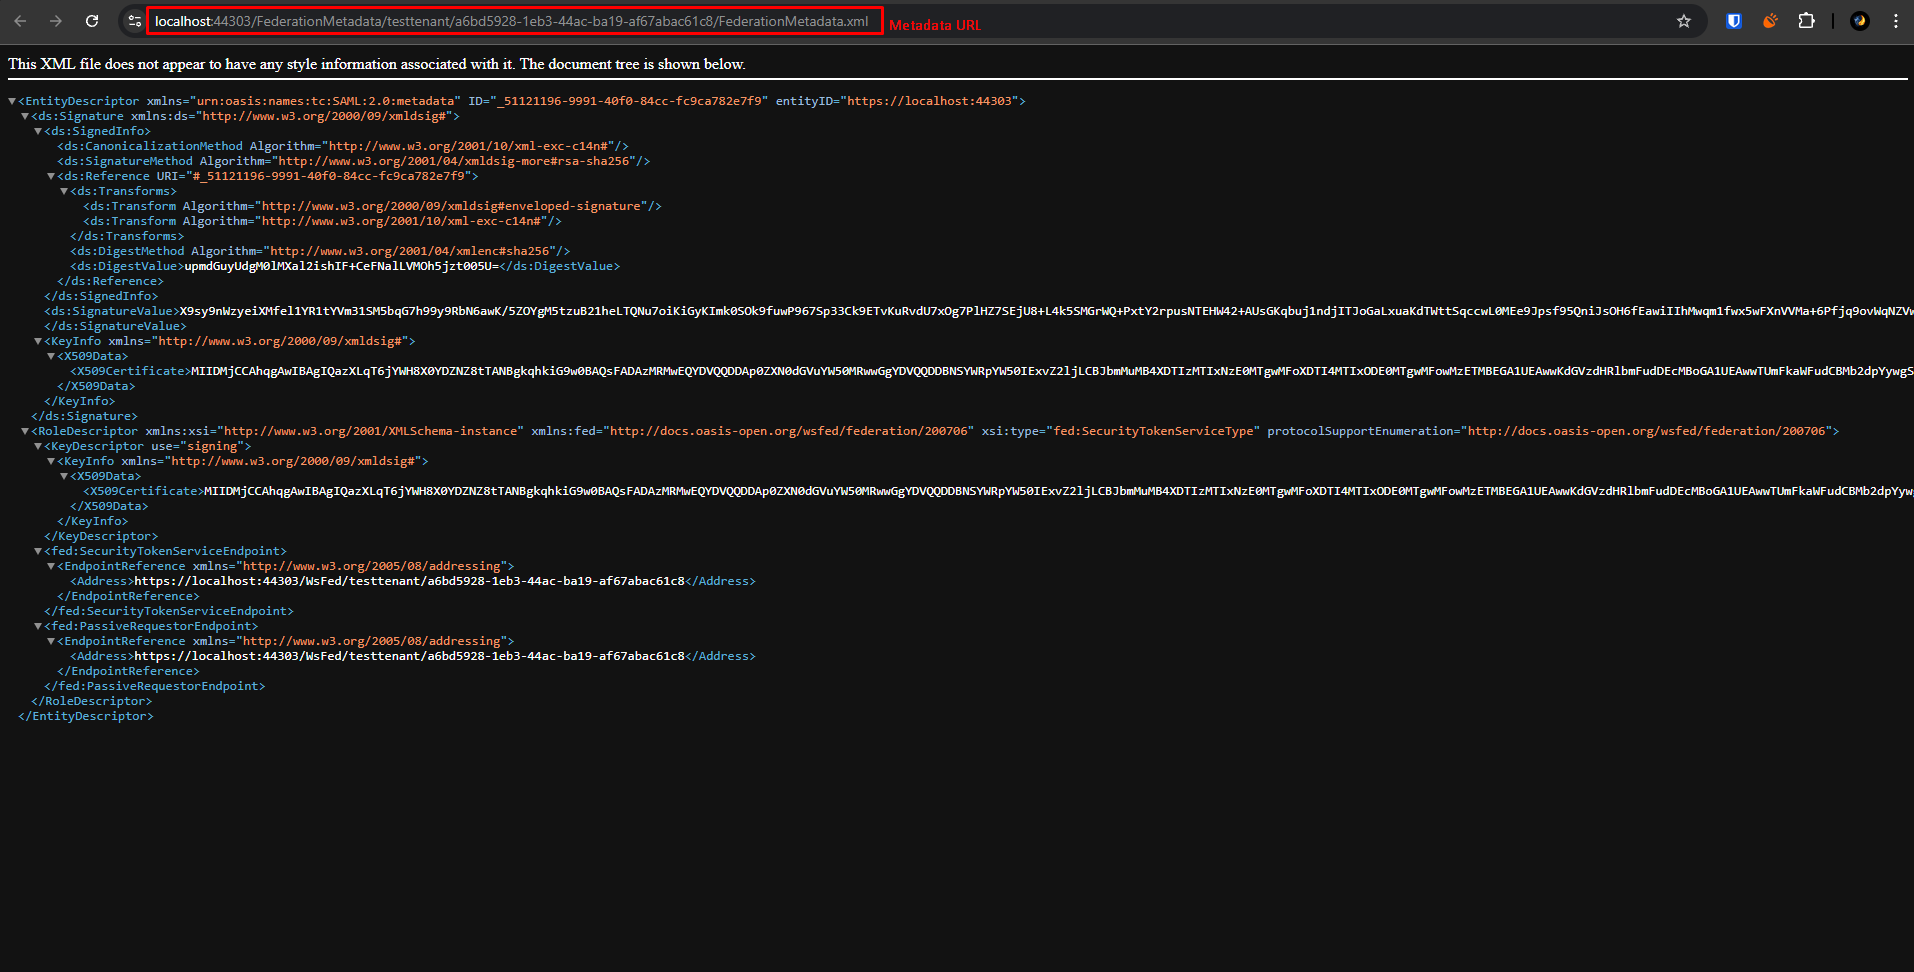 localhost:44303/FederationMetadata/testtenant/a6bd5928-1eb3-44ac-ba19-af67abac61c8/FederationMetadata.xml
Metadata URL
This XML file does not appear to have any style information associated with it. The document tree is shown below.
<EntityDescriptor xmlns="urn:oasis:names:tc:SAML:2.0:metadata" ID="_51121196-9991-40f0-84cc-fc9ca782e7f9" entityID="https://localhost:44303">
<ds:Signature xmlns:ds="http://www.w3.org/2000/09/xmldsig#">
<ds:SignedInfo>
<ds:CanonicalizationMethod Algorithm="http://www.w3.org/2001/10/xml-exc-c14n#"/>
<ds:SignatureMethod Algorithm="http://www.w3.org/2001/04/xmldsig-more#rsa-sha256"/>
<ds:Reference URI="#_51121196-9991-40f0-84cc-fc9ca782e7f9">
<ds:Transforms>
<ds:Transform Algorithm="http://www.w3.org/2000/09/xmldsig#enveloped-signature"/>
<ds:Transform Algorithm="http://www.w3.org/2001/10/xml-exc-c14n#"/>
</ds:Transforms>
<ds:DigestMethod Algorithm="http://www.w3.org/2001/04/xmlenc#sha256"/>
<ds:DigestValue>upmdGuyUdgM0lMXal2ishIF+CeFNalLVMOh5jzt005U=</ds:DigestValue>
</ds:Reference>
</ds:SignedInfo>
<ds:SignatureValue>X9sy9nWzyeiXMfel1YR1tYVm31SM5bqG7h99y9RbN6awK/5ZOYgM5tzuB21heLTQNu7oiKiGyKImk0SOk9fuwP967Sp33Ck9ETvKuRvdU7xOg7PlHZ7SEjU8+L4k5SMGrWQ+PxtY2rpusNTEHW42+AUsGKqbuj1ndjITJoGaLxuaKdTWttSqccwL0MEe9Jpsf95QniJsOH6fEawiIIhMwqm1fwx5wFXnVVMa+6Pfjq9ovWqNZVw
</ds:SignatureValue>
<KeyInfo xmlns="http://www.w3.org/2000/09/xmldsig#">
<X509Data>
<X509Certificate>MIIDMjCCAhqgAwIBAgIQazXLqT6jYWH8X0YDZNZ8tTANBgkqhkiG9w0BAQsFADAzMRMwEQYDVQQDDAp0ZXN0dGVuYW50MRwwGgYDVQQDDBNSYWRpYW50IExvZ2ljLCBJbmMuMB4XDTIzMTIxNzE0MTgwMFoXDTI4MTIxODE0MTgwMFowMzETMBEGA1UEAwwKdGVzdHRlbmFudDEcMBoGA1UEAwwTUmFkaWFudCBMb2dpYywgS
</X509Data>
</KeyInfo>
</ds:Signature>
<RoleDescriptor xmlns:xsi="http://www.w3.org/2001/XMLSchema-instance" xmlns:fed="http://docs.oasis-open.org/wsfed/federation/200706" xsi:type="fed:SecurityTokenServiceType" protocolSupportEnumeration="http://docs.oasis-open.org/wsfed/federation/200706">
<KeyDescriptor use="signing">
<KeyInfo xmlns="http://www.w3.org/2000/09/xmldsig#">
<X509Data>
<X509Certificate>MIIDMjCCAhqgAwIBAgIQazXLqT6jYWH8X0YDZNZ8tTANBgkqhkiG9w0BAQsFADAzMRMwEQYDVQQDDAp0ZXN0dGVuYW50MRwwGgYDVQQDDBNSYWRpYW50IExvZ2ljLCBJbmMuMB4XDTIzMTIxNzE0MTgwMFoXDTI4MTIxODE0MTgwMFowMzETMBEGA1UEAwwKdGVzdHRlbmFudDEcMBoGA1UEAwwTUmFkaWFudCBMb2dpYyw
</X509Data>
</KeyInfo>
</KeyDescriptor>
<fed:SecurityTokenServiceEndpoint>
<EndpointReference xmlns="http://www.w3.org/2005/08/addressing">
<Address>https://localhost:44303/WsFed/testtenant/a6bd5928-1eb3-44ac-ba19-af67abac61c8</Address>
</EndpointReference>
</fed:SecurityTokenServiceEndpoint>
<fed:PassiveRequestorEndpoint>
<EndpointReference xmlns="http://www.w3.org/2005/08/addressing">
<Address>https://localhost:44303/WsFed/testtenant/a6bd5928-1eb3-44ac-ba19-af67abac61c8</Address>
</EndpointReference>
</fed:PassiveRequestorEndpoint>
</RoleDescriptor>
</EntityDescriptor>